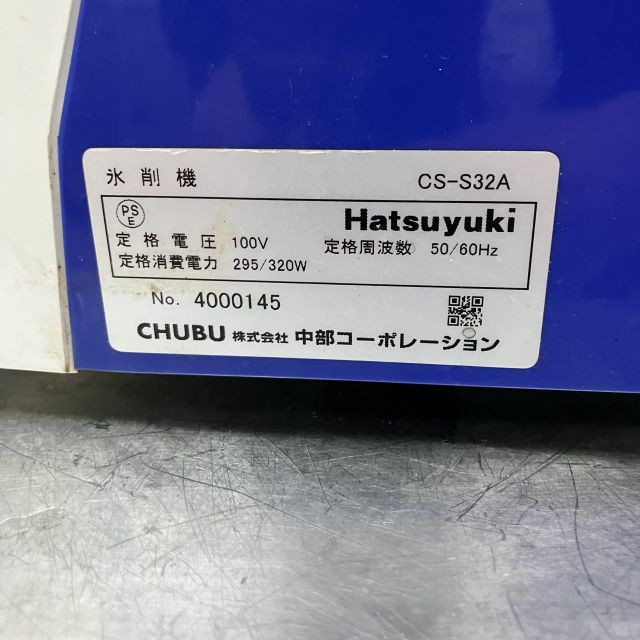 氷削機 CS-S32A
PS
E
Hatsuyuki
定格電圧 100V 定格周波数 50/60Hz
定格消費電力 295/320W
No. 4000145
CHUBU 株式会社 中部コーポレーション